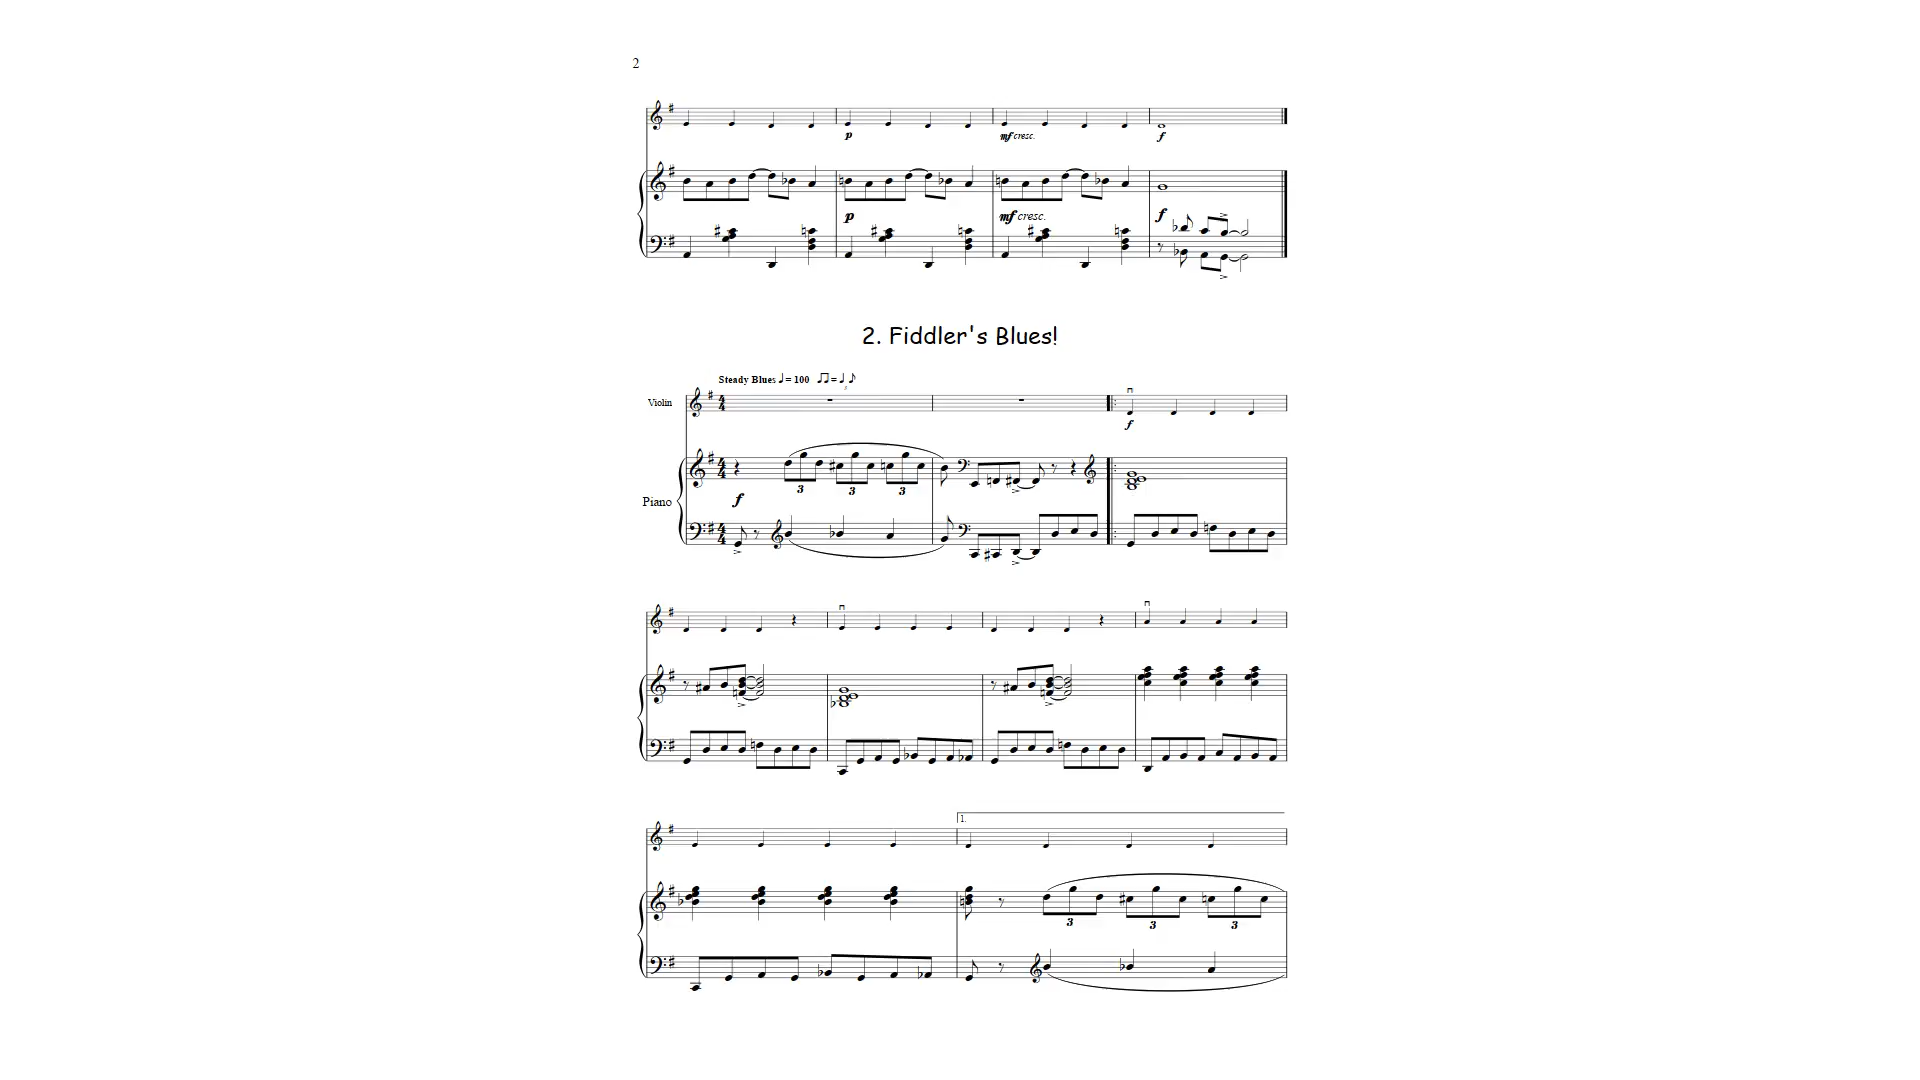 2
p
mf cresc.
f
p
mf cresc.
f
2. Fiddler's Blues!
Steady Blues ♩= 100 ♫=♩ ♪
3
Violin
f
3 3 3
Piano
f
1.
3 3 3